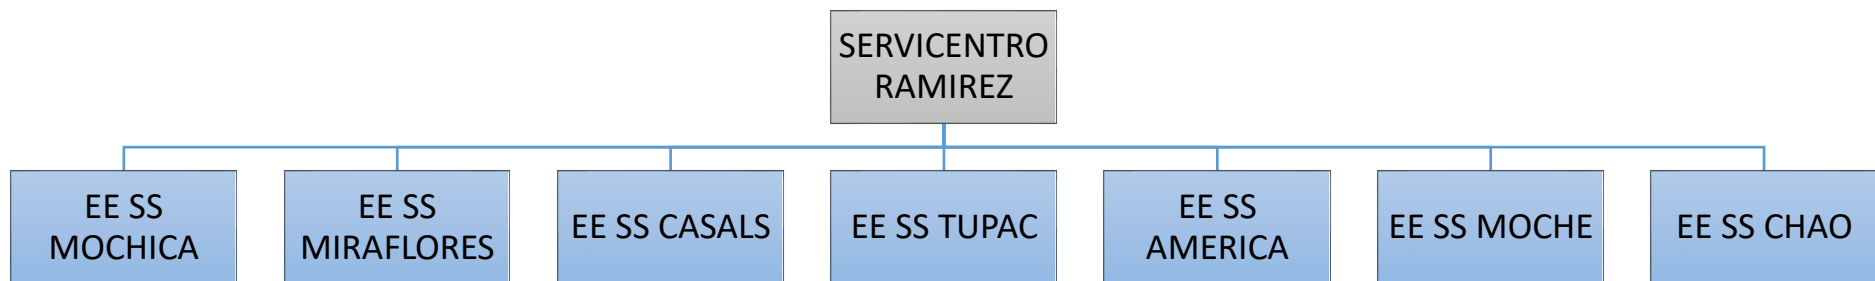 SERVICENTRO
RAMIREZ
EE SS
MOCHICA
EE SS
MIRAFLORES
EE SS CASALS
EE SS TUPAC
EE SS
AMERICA
EE SS MOCHE
EE SS CHAO